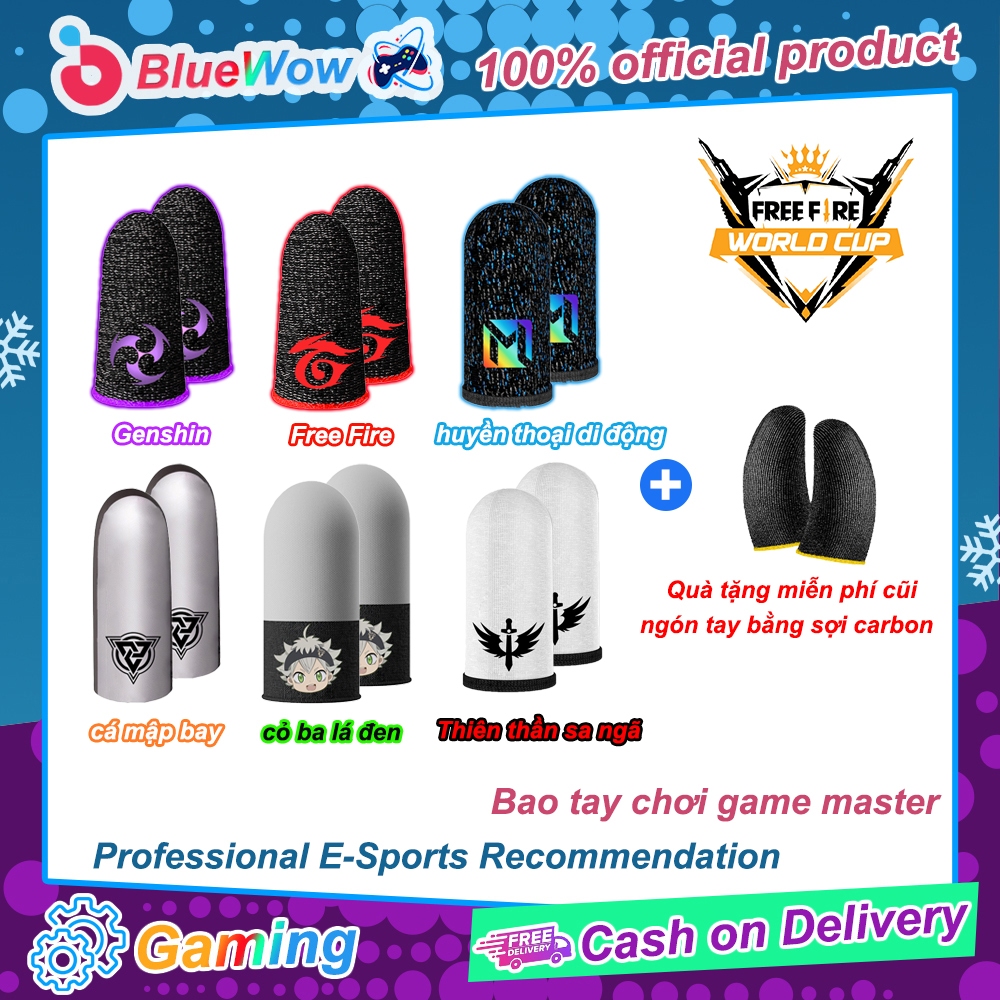 BlueWow
100% official product
FREE FIRE
WORLD CUP
Genshin
Free Fire
huyền thoại di động
Quà tặng miễn phí cũi
ngón tay bằng sợi carbon
cá mập bay
cỏ ba lá đen
Thiên thần sa ngã
Bao tay chơi game master
Professional E-Sports Recommendation
Gaming
FREE
DELIVERY
Cash on Delivery